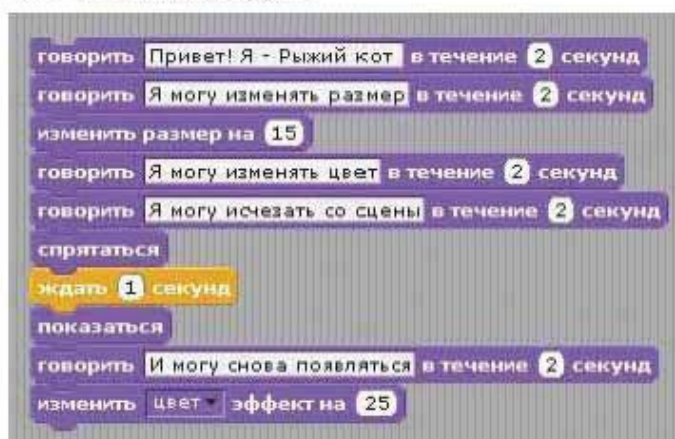 говорить Привет! Я - Рыжий кот в течение 2 секунд
говорить Я могу изменять размер в течение 2 секунд
изменить размер на 15
говорить Я могу изменять цвет в течение 2 секунд
говорить Я могу исчезать со сцены в течение 2 секунд
спрятаться
ждать 1 секунд
показаться
говорить И могу снова появляться в течение 2 секунд
изменить цвет эффект на 25